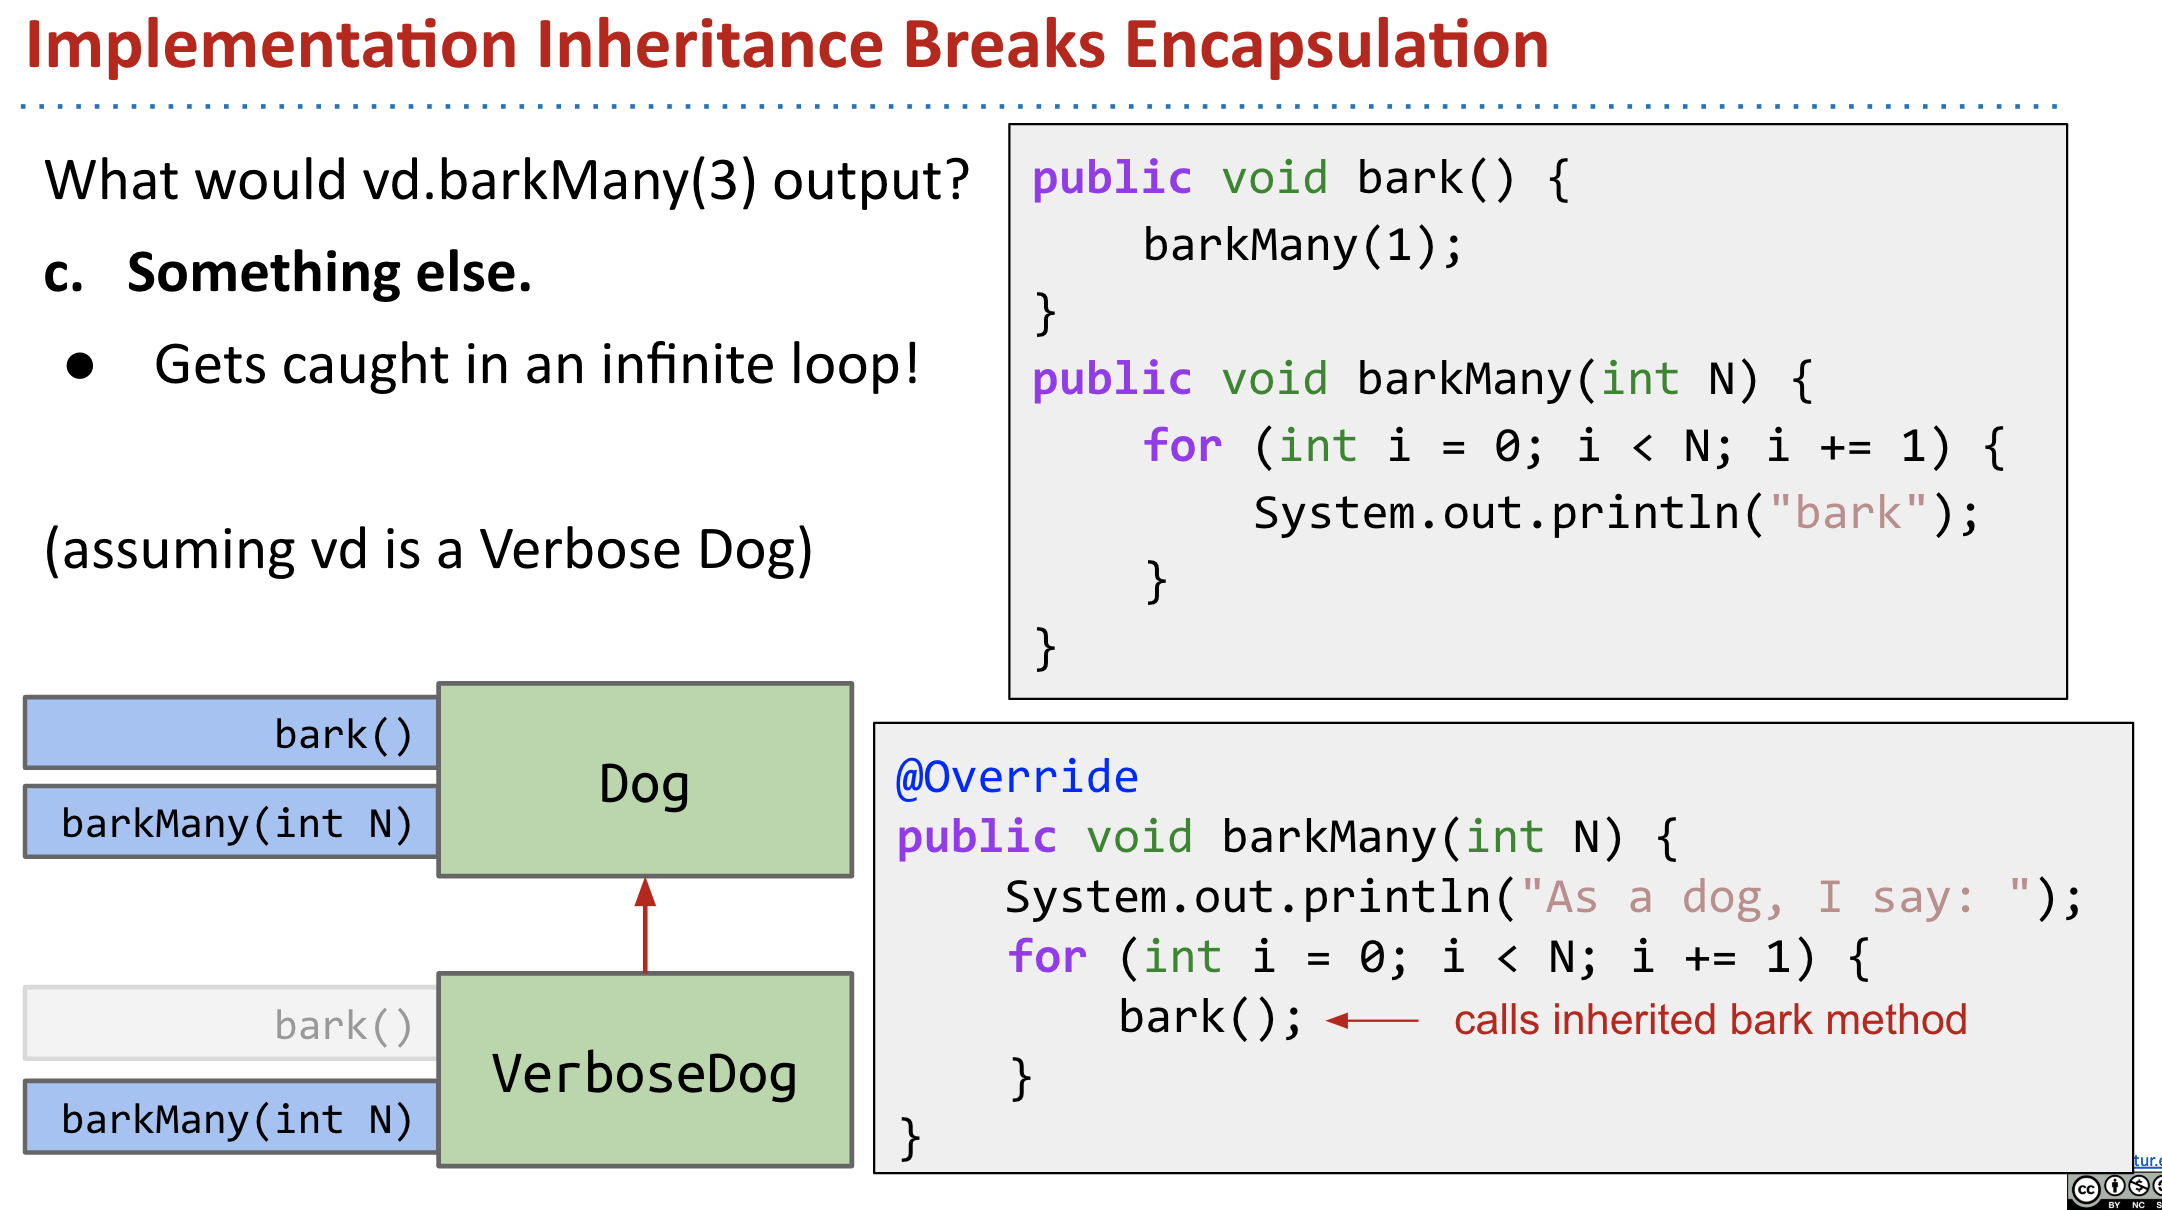 Implementation Inheritance Breaks Encapsulation
What would vd.barkMany(3) output?
c. Something else.
● Gets caught in an infinite loop!
(assuming vd is a Verbose Dog)
public void bark() {
    barkMany(1);
}
public void barkMany(int N) {
    for (int i = 0; i < N; i += 1) {
        System.out.println("bark");
    }
}
bark()
barkMany(int N)
Dog
bark()
barkMany(int N)
VerboseDog
@Override
public void barkMany(int N) {
    System.out.println("As a dog, I say: ");
    for (int i = 0; i < N; i += 1) {
        bark(); calls inherited bark method
    }
}
cc
BY NC